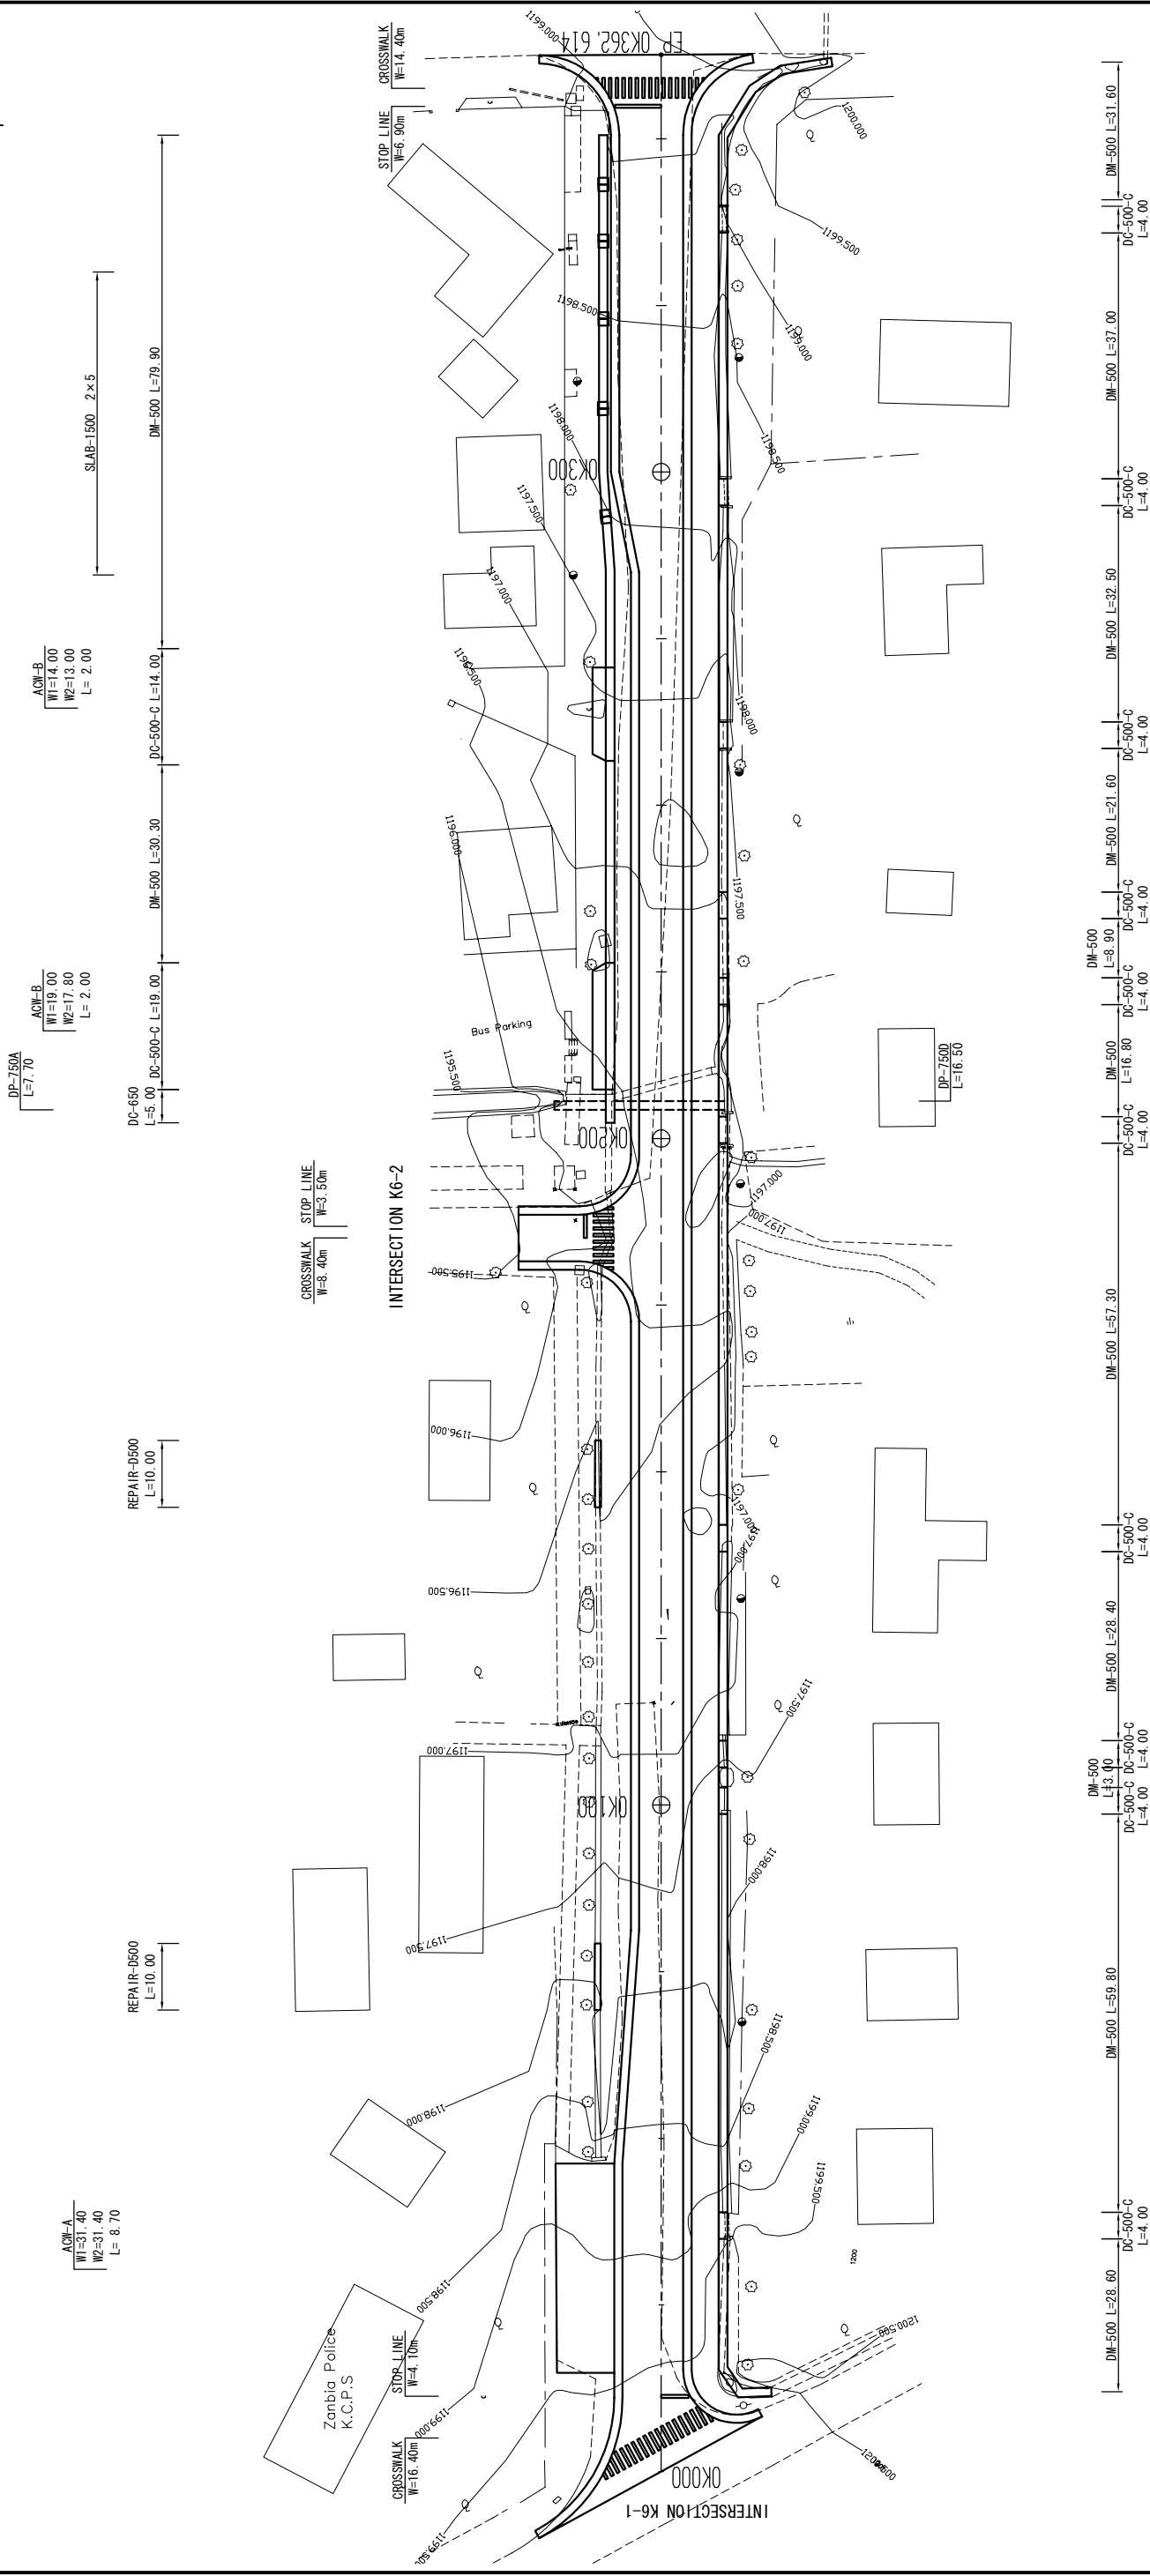 EP 0K362.614
CROSSWALK
W=14.40m
STOP LINE
W=6.90m
1199.000
1200.000
1199.500
1198.500
1199.000
1198.000
1198.500
0K300
1197.500
1197.000
1196.500
1198.000
1196.000
1197.500
Bus Parking
1195.500
0K200
INTERSECTION K6-2
STOP LINE
W=3.50m
CROSSWALK
W=8.40m
1197.000
1197.000
1195.500
1196.000
1197.000
1197.000
1196.500
1197.000
1197.500
0K100
1198.000
1197.500
1198.500
1198.000
1199.000
1199.500
1200
1198.500
1200.500
Zanbia Police
K.C.P.S
STOP LINE
W=4.10m
1199.000
CROSSWALK
W=16.40m
0K000
INTERSECTION K6-1
1199.500
SLAB-1500 2×5
DM-500 L=79.90
ACW-B
W1=14.00
W2=13.00
L= 2.00
DC-500-C L=14.00
DM-500 L=30.30
ACW-B
W1=19.00
W2=17.80
L= 2.00
DC-500-C L=19.00
DP-750A
L=7.70
DC-650
L=5.00
REPAIR-D500
L=10.00
REPAIR-D500
L=10.00
ACW-A
W1=31.40
W2=31.40
L= 8.70
DM-500 L=31.60
DC-500-C
L=4.00
DM-500 L=37.00
DC-500-C
L=4.00
DM-500 L=32.50
DC-500-C
L=4.00
DM-500 L=21.60
DC-500-C
L=4.00
DM-500
L=8.90
DC-500-C
L=4.00
DM-500
L=16.80
DP-750D
L=16.50
DC-500-C
L=4.00
DM-500 L=57.30
DC-500-C
L=4.00
DM-500 L=28.40
DC-500-C
L=4.00
DM-500
L=3.00
DC-500-C
L=4.00
DM-500 L=59.80
DC-500-C
L=4.00
DM-500 L=28.60